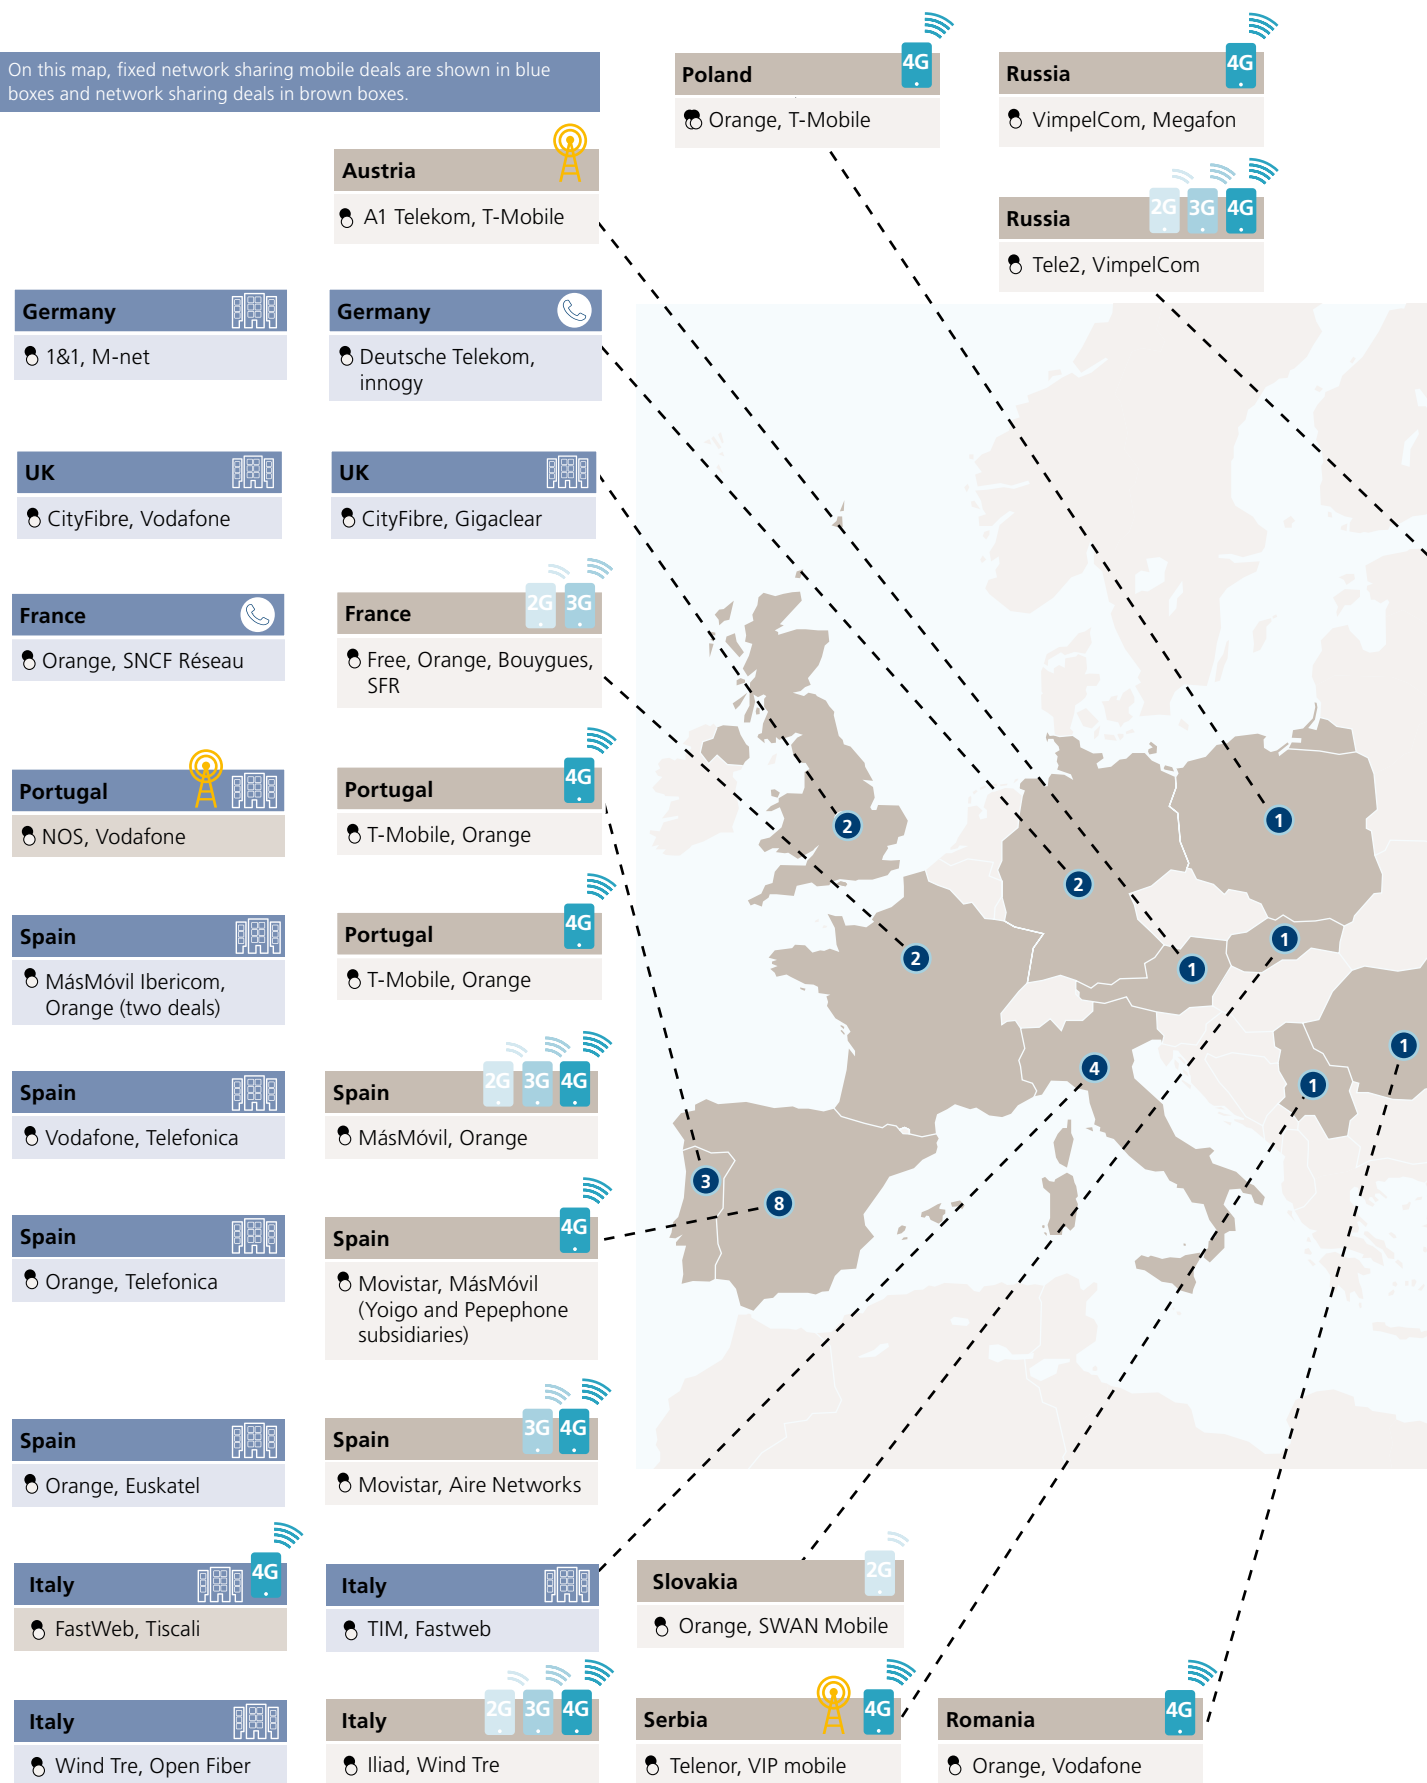 On this map, fixed network sharing mobile deals are shown in blue
boxes and network sharing deals in brown boxes.
4G
Poland
Orange, T-Mobile
4G
Russia
VimpelCom, Megafon
Austria
A1 Telekom, T-Mobile
2G 3G 4G
Russia
Tele2, VimpelCom
Germany
1&1, M-net
Germany
Deutsche Telekom,
innogy
UK
CityFibre, Vodafone
UK
CityFibre, Gigaclear
France
Orange, SNCF Réseau
2G 3G
France
Free, Orange, Bouygues,
SFR
Portugal
NOS, Vodafone
4G
Portugal
T-Mobile, Orange
Spain
MásMóvil Ibericom,
Orange (two deals)
4G
Portugal
T-Mobile, Orange
Spain
Vodafone, Telefonica
2G 3G 4G
Spain
MásMóvil, Orange
Spain
Orange, Telefonica
4G
Spain
Movistar, MásMóvil
(Yoigo and Pepephone
subsidiaries)
Spain
Orange, Euskatel
3G 4G
Spain
Movistar, Aire Networks
4G
Italy
FastWeb, Tiscali
Italy
TIM, Fastweb
2G
Slovakia
Orange, SWAN Mobile
Italy
Wind Tre, Open Fiber
2G 3G 4G
Italy
Iliad, Wind Tre
4G
Serbia
Telenor, VIP mobile
4G
Romania
Orange, Vodafone
2
1
2
1
2
1
1
4
1
3
8